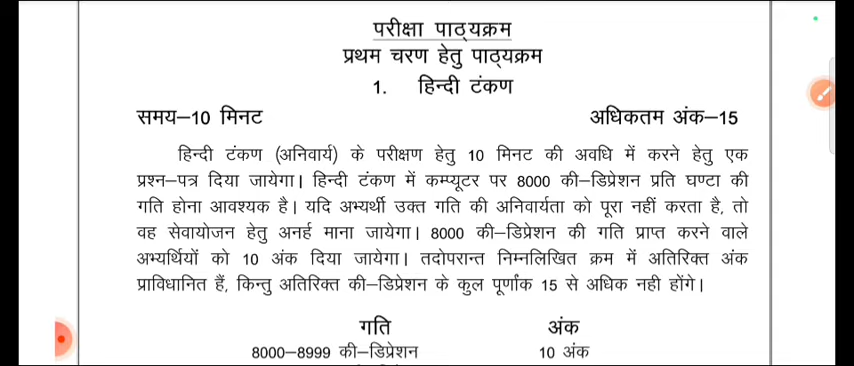 परीक्षा पाठ्यक्रम
प्रथम चरण हेतु पाठ्यक्रम
1. हिन्दी टंकण
समय–10 मिनट अधिकतम अंक–15
हिन्दी टंकण (अनिवार्य) के परीक्षण हेतु 10 मिनट की अवधि में करने हेतु एक
प्रश्न–पत्र दिया जायेगा। हिन्दी टंकण में कम्प्यूटर पर 8000 की–डिप्रेशन प्रति घण्टा की
गति होना आवश्यक है। यदि अभ्यर्थी उक्त गति की अनिवार्यता को पूरा नहीं करता है, तो
वह सेवायोजन हेतु अनर्ह माना जायेगा। 8000 की–डिप्रेशन की गति प्राप्त करने वाले
अभ्यर्थियों को 10 अंक दिया जायेगा। तदोपरान्त निम्नलिखित क्रम में अतिरिक्त अंक
प्राविधानित हैं, किन्तु अतिरिक्त की–डिप्रेशन के कुल पूर्णांक 15 से अधिक नही होंगे।
गति अंक
8000–8999 की–डिप्रेशन 10 अंक